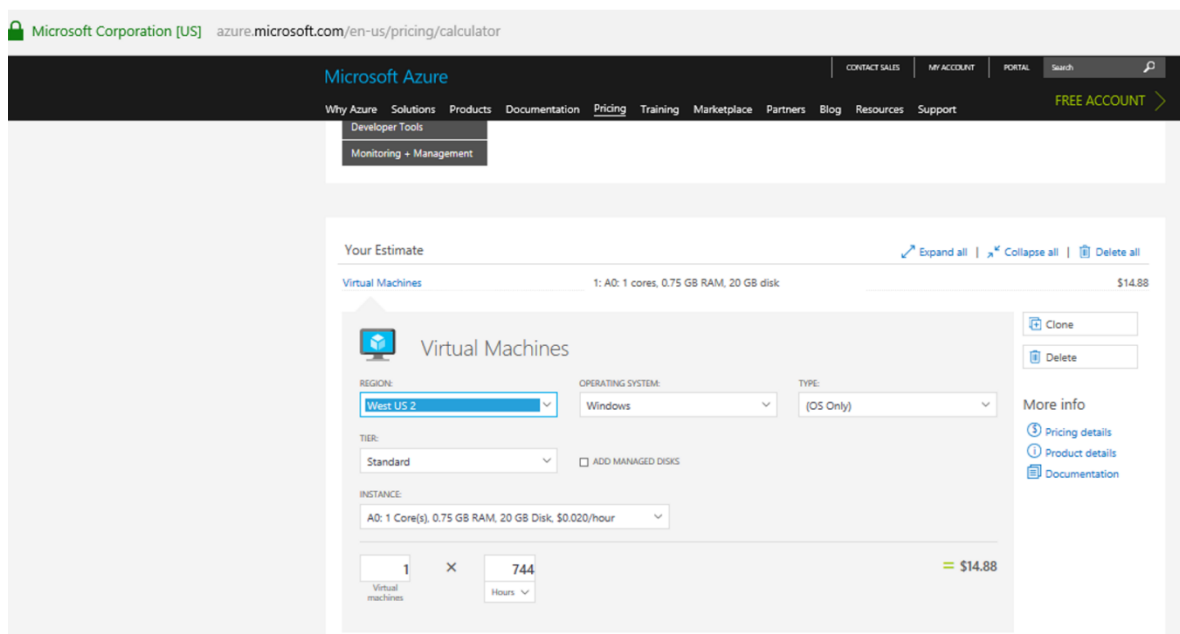 Microsoft Corporation [US] azure.microsoft.com/en-us/pricing/calculator
CONTACT SALES MY ACCOUNT PORTAL Search
Microsoft Azure
FREE ACCOUNT
Why Azure Solutions Products Documentation Pricing Training Marketplace Partners Blog Resources Support
Developer Tools
Monitoring + Management
Your Estimate Expand all | Collapse all | Delete all
Virtual Machines 1: A0: 1 cores, 0.75 GB RAM, 20 GB disk $14.88
Clone
Virtual Machines
Delete
REGION: OPERATING SYSTEM: TYPE:
West US 2 Windows (OS Only)
More info
Pricing details
Product details
Documentation
TIER:
Standard ADD MANAGED DISKS
INSTANCE:
A0: 1 Core(s), 0.75 GB RAM, 20 GB Disk, $0.020/hour
1 × 744 = $14.88
Virtual machines Hours